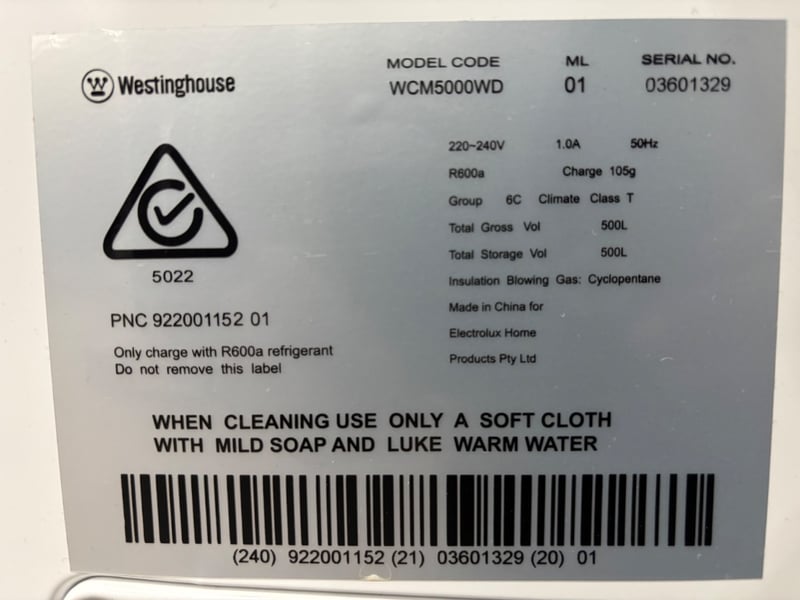 Westinghouse
MODEL CODE ML SERIAL NO.
WCM5000WD 01 03601329
220~240V 1.0A 50Hz
R600a Charge 105g
Group 6C Climate Class T
Total Gross Vol 500L
Total Storage Vol 500L
Insulation Blowing Gas: Cyclopentane
Made in China for
Electrolux Home
Products Pty Ltd
5022
PNC 922001152 01
Only charge with R600a refrigerant
Do not remove this label
WHEN CLEANING USE ONLY A SOFT CLOTH
WITH MILD SOAP AND LUKE WARM WATER
(240) 922001152 (21) 03601329 (20) 01